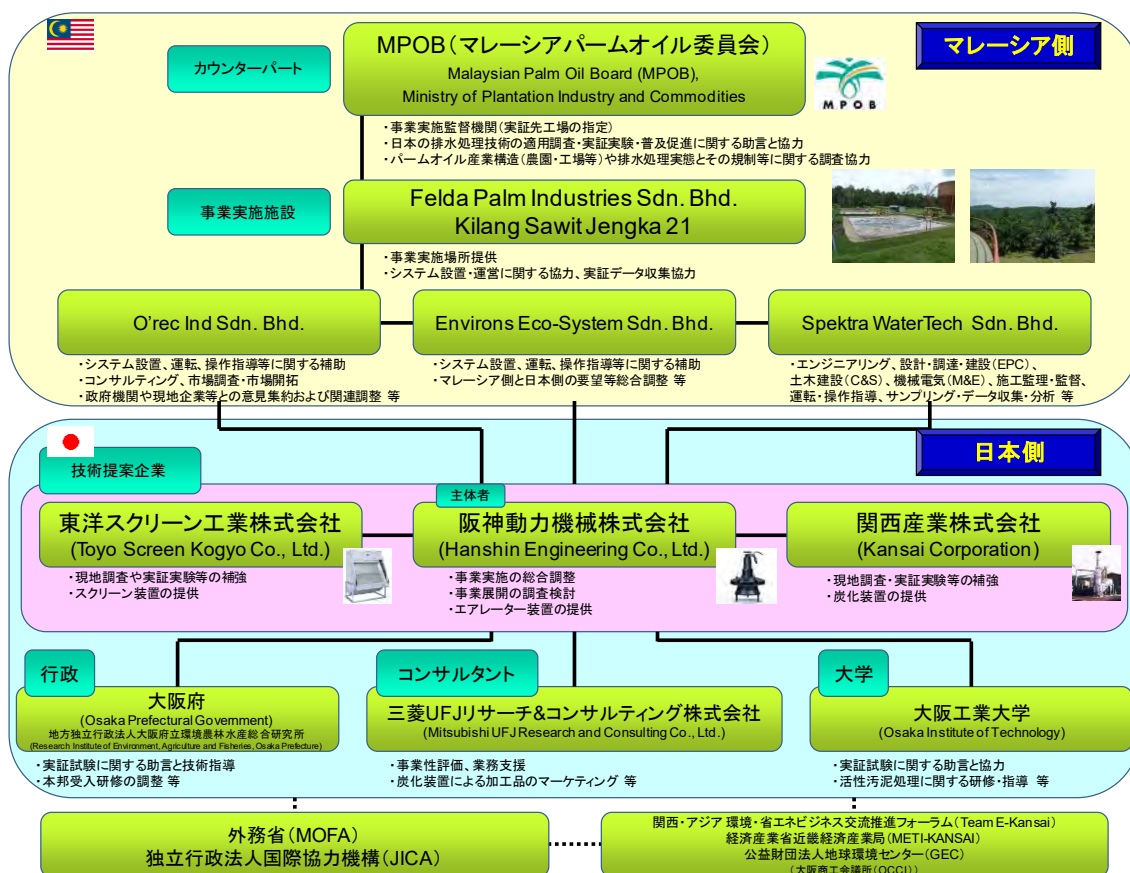 マレーシア側
カウンターパート
MPOB(マレーシアパームオイル委員会)
Malaysian Palm Oil Board (MPOB),
Ministry of Plantation Industry and Commodities
MPOB
・事業実施監督機関(実証先工場の指定)
・日本の排水処理技術の適用調査・実証実験・普及促進に関する助言と協力
・パームオイル産業構造(農園・工場等)や排水処理実態とその規制等に関する調査協力
事業実施施設
Felda Palm Industries Sdn. Bhd.
Kilang Sawit Jengka 21
・事業実施場所提供
・システム設置・運営に関する協力、実証データ収集協力
O'rec Ind Sdn. Bhd.
・システム設置、運転、操作指導等に関する補助
・コンサルティング、市場調査・市場開拓
・政府機関や現地企業等との意見集約および関連調整 等
Environs Eco-System Sdn. Bhd.
・システム設置、運転、操作指導等に関する補助
・マレーシア側と日本側の要望等総合調整 等
Spektra WaterTech Sdn. Bhd.
・エンジニアリング、設計・調達・建設(EPC)、
土木建設(C&S)、機械電気(M&E)、施工監理・監督、
運転・操作指導、サンプリング・データ収集・分析 等
日本側
技術提案企業
東洋スクリーン工業株式会社
(Toyo Screen Kogyo Co., Ltd.)
・現地調査や実証実験等の補強
・スクリーン装置の提供
主体者
阪神動力機械株式会社
(Hanshin Engineering Co., Ltd.)
・事業実施の総合調整
・事業展開の調査検討
・エアレーター装置の提供
関西産業株式会社
(Kansai Corporation)
・現地調査・実証実験等の補強
・炭化装置の提供
行政
大阪府
(Osaka Prefectural Government)
地方独立行政法人大阪府立環境農林水産総合研究所
(Research Institute of Environment, Agriculture and Fisheries, Osaka Prefecture)
・実証試験に関する助言と技術指導
・本邦受入研修の調整 等
コンサルタント
三菱UFJリサーチ&コンサルティング株式会社
(Mitsubishi UFJ Research and Consulting Co., Ltd.)
・事業性評価、業務支援
・炭化装置による加工品のマーケティング 等
大学
大阪工業大学
(Osaka Institute of Technology)
・実証試験に関する助言と協力
・活性汚泥処理に関する研修・指導 等
外務省(MOFA)
独立行政法人国際協力機構(JICA)
関西・アジア 環境・省エネビジネス交流推進フォーラム(Team E-Kansai)
経済産業省近畿経済産業局(METI-KANSAI)
公益財団法人地球環境センター(GEC)
(大阪商工会議所(OCCI))